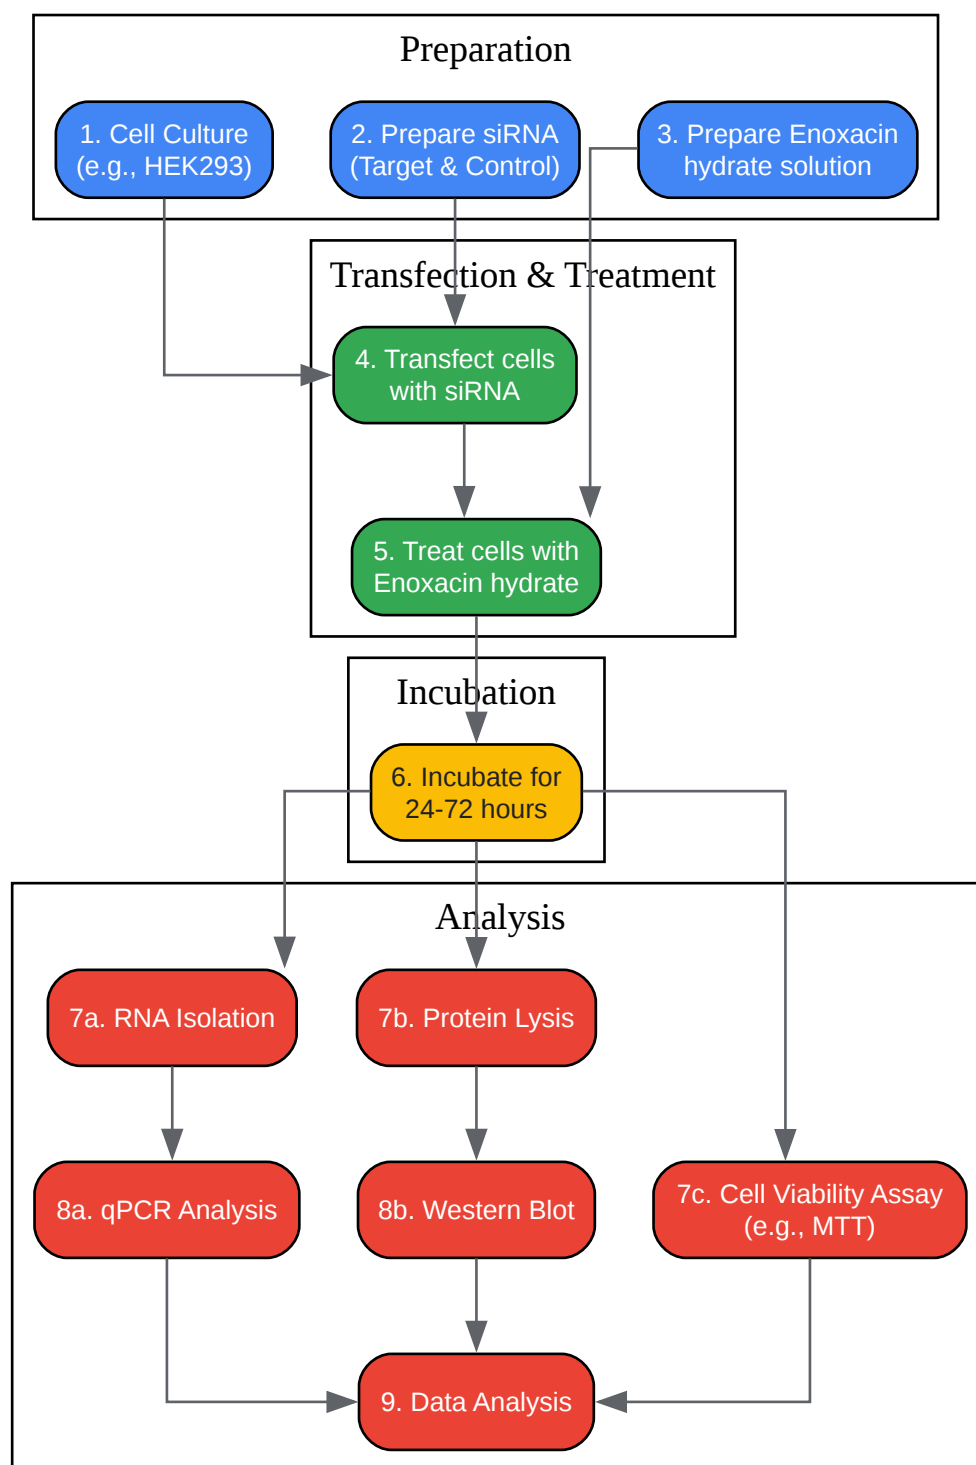 Preparation
1. Cell Culture
(e.g., HEK293)
2. Prepare siRNA
(Target & Control)
3. Prepare Enoxacin
hydrate solution
Transfection & Treatment
4. Transfect cells
with siRNA
5. Treat cells with
Enoxacin hydrate
Incubation
6. Incubate for
24-72 hours
Analysis
7a. RNA Isolation
7b. Protein Lysis
8a. qPCR Analysis
8b. Western Blot
7c. Cell Viability Assay
(e.g., MTT)
9. Data Analysis